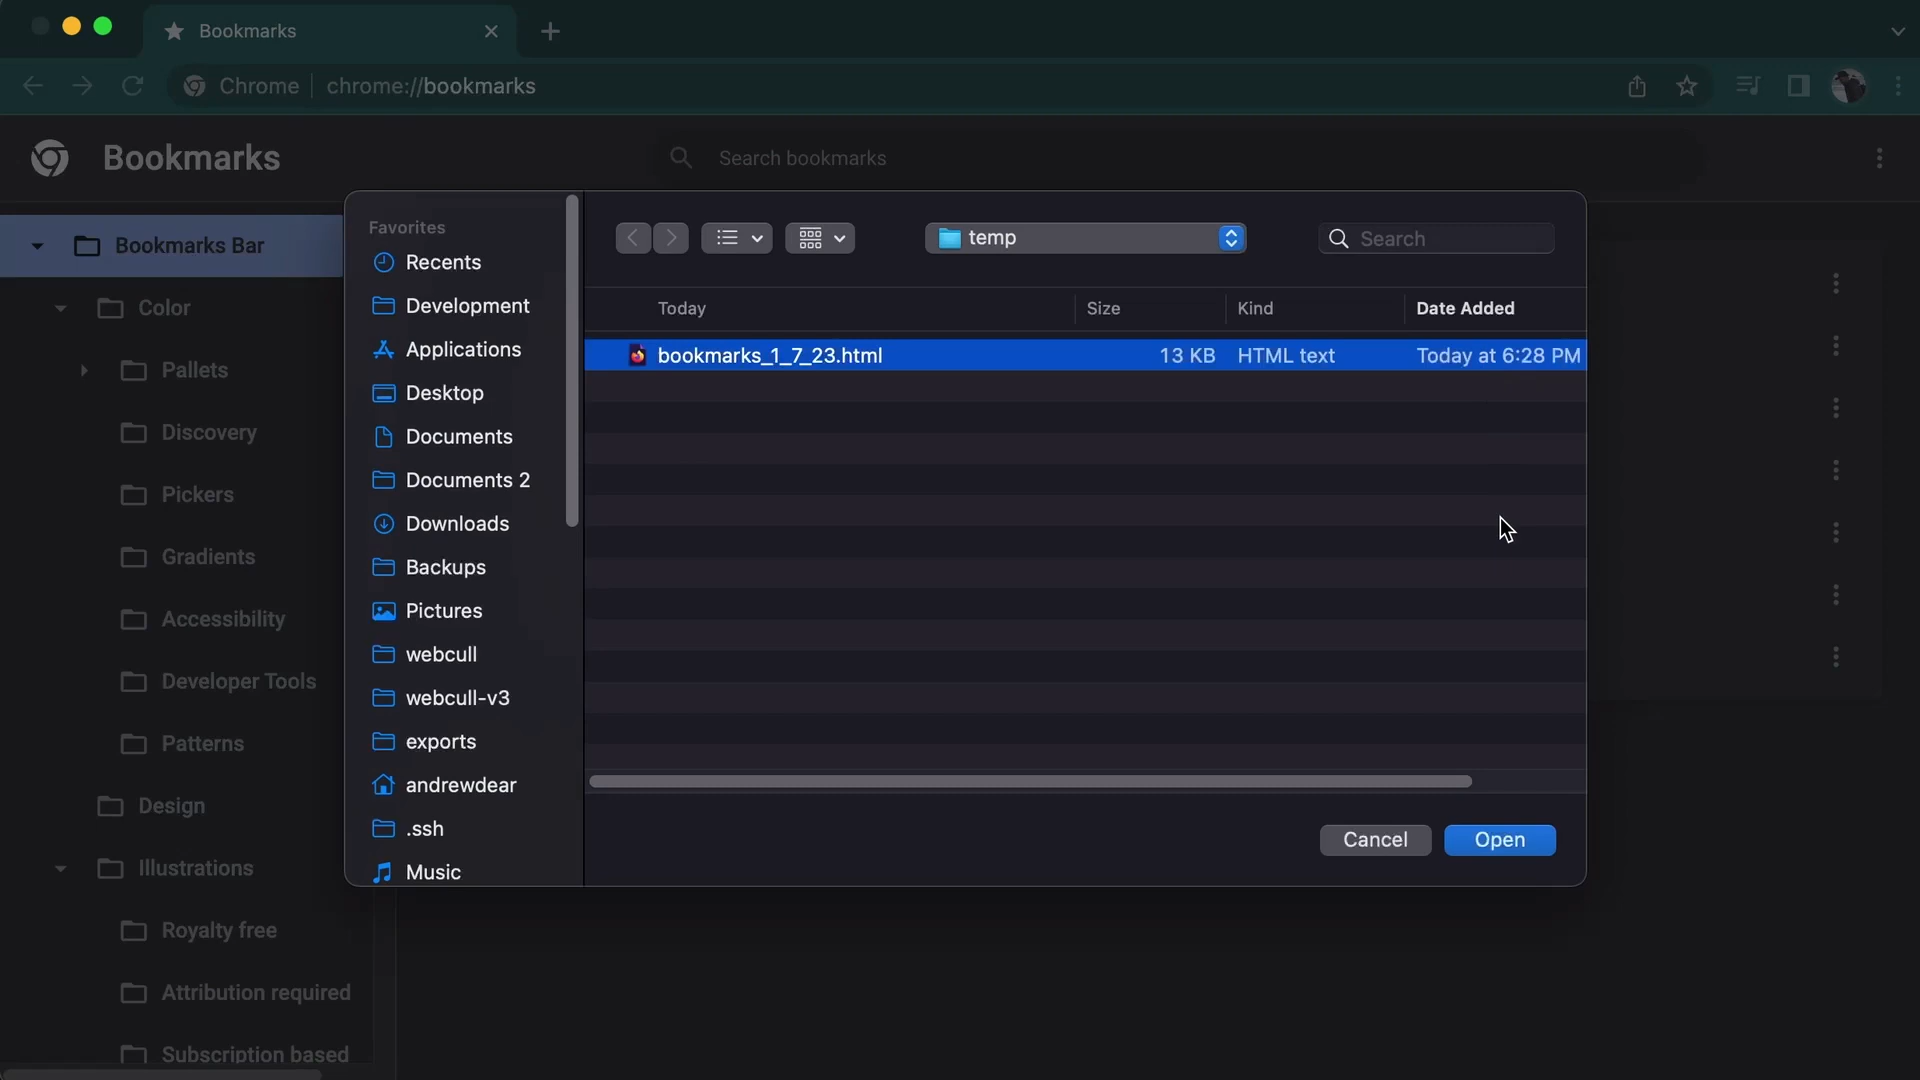 Bookmarks
Chrome | chrome://bookmarks
Bookmarks
Search bookmarks
Bookmarks Bar
Color
Pallets
Discovery
Pickers
Gradients
Accessibility
Developer Tools
Patterns
Design
Illustrations
Royalty free
Attribution required
Subscription based
Favorites
Recents
Development
Applications
Desktop
Documents
Documents 2
Downloads
Backups
Pictures
webcull
webcull-v3
exports
andrewdear
.ssh
Music
temp
Search
Today Size Kind Date Added
bookmarks_1_7_23.html 13 KB HTML text Today at 6:28 PM
Cancel Open